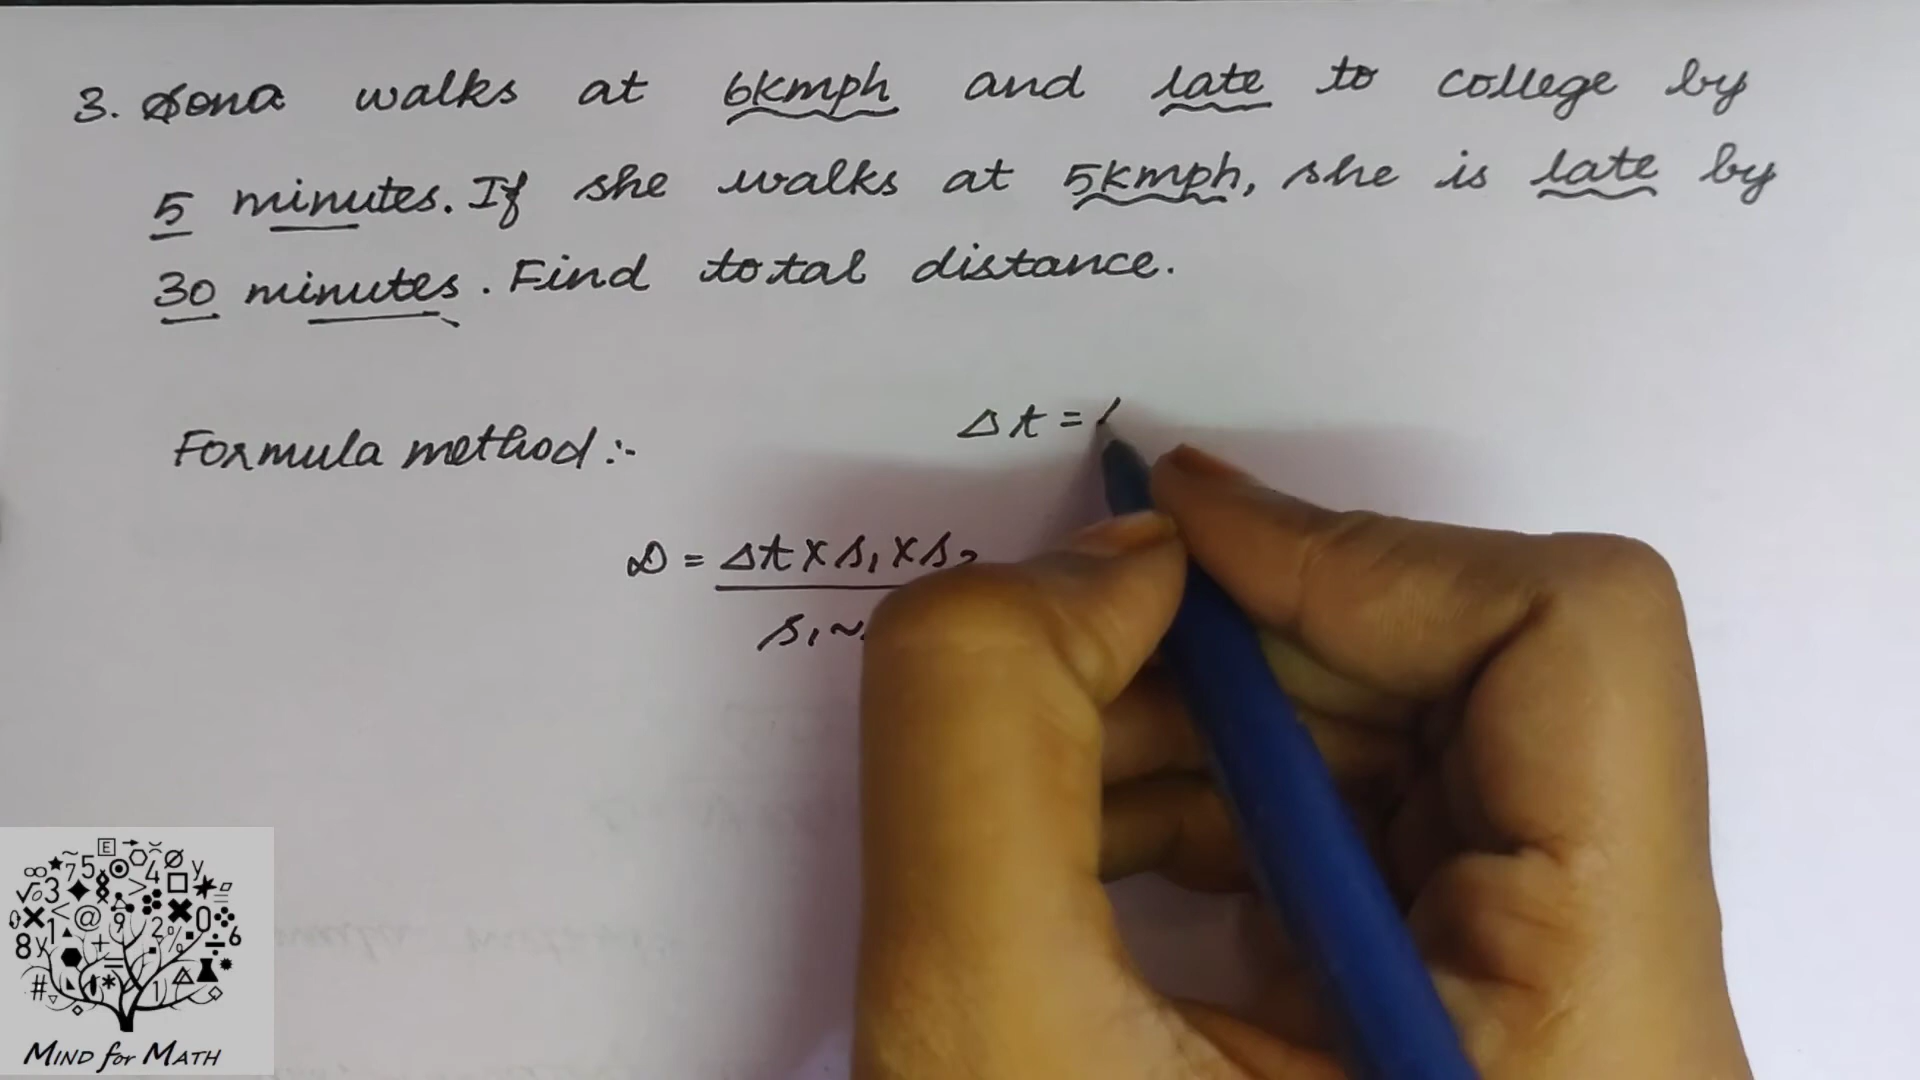 3. Sona walks at 6kmph and late to college by
5 minutes. If she walks at 5kmph, she is late by
30 minutes. Find total distance.
Formula method :-
Δt =
D = Δt x s₁ x s₂
s₁ ~
MIND for MATH